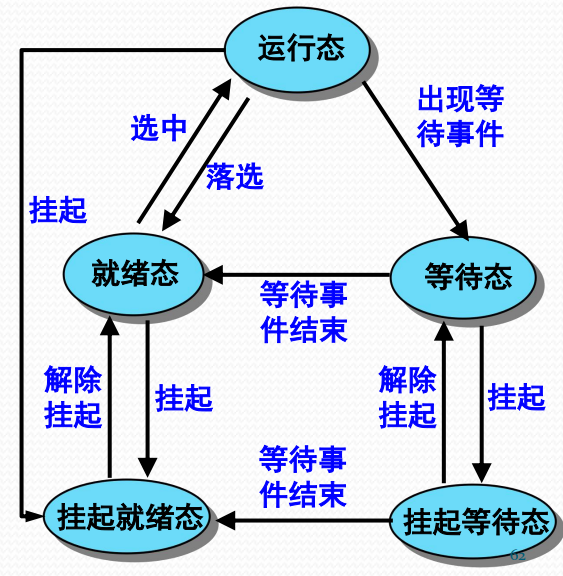 运行态
出现等
待事件
选中
落选
挂起
就绪态
等待态
等待事
件结束
解除
挂起
挂起
解除
挂起
挂起
等待事
件结束
挂起就绪态
挂起等待态
62